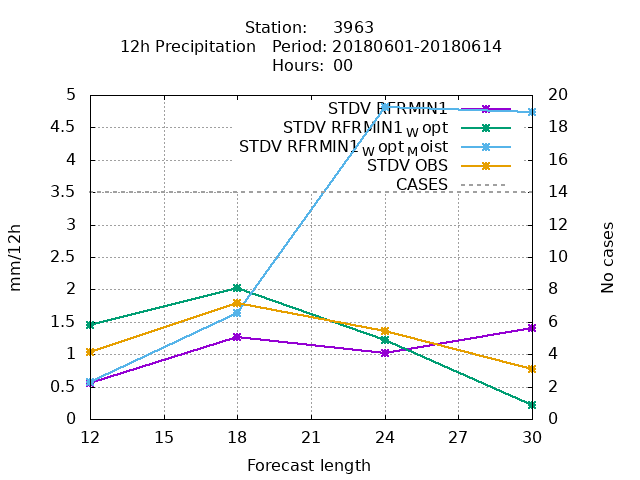 Station: 3963
12h Precipitation Period: 20180601-20180614
Hours: 00
5 20
STDV RFRMIN1
4.5 18
STDV RFRMIN1 W opt
STDV RFRMIN1 W opt M oist
4 16
STDV OBS
CASES
3.5 14
3 12
2.5 10
2 8
1.5 6
1 4
0.5 2
0 0
mm/12h
No cases
12 15 18 21 24 27 30
Forecast length